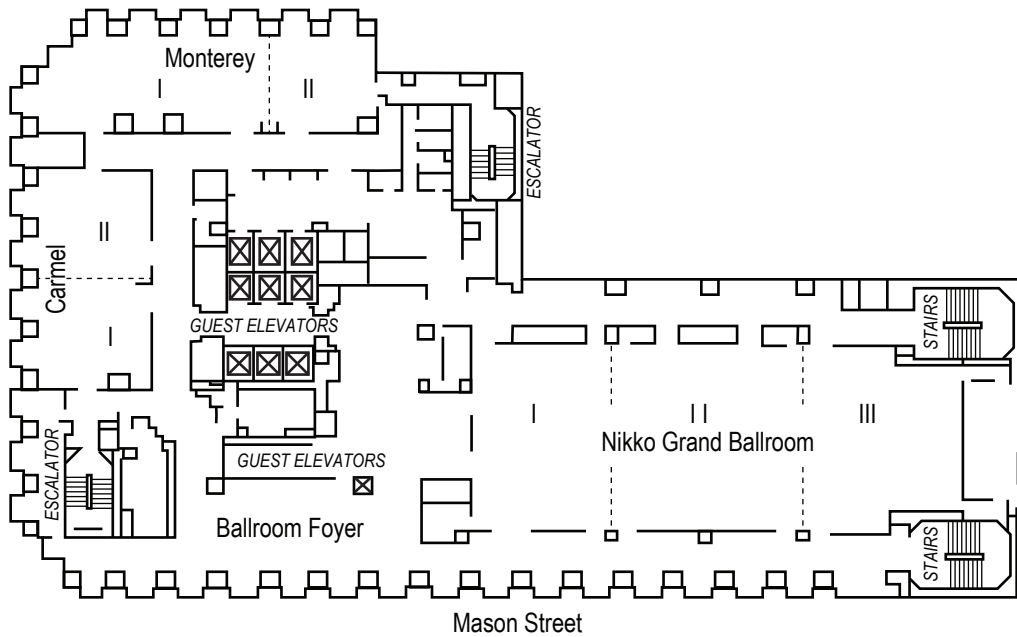 Monterey
I
II
ESCALATOR
II
Carmel
I
GUEST ELEVATORS
STAIRS
I
I I
III
Nikko Grand Ballroom
ESCALATOR
GUEST ELEVATORS
Ballroom Foyer
STAIRS
Mason Street